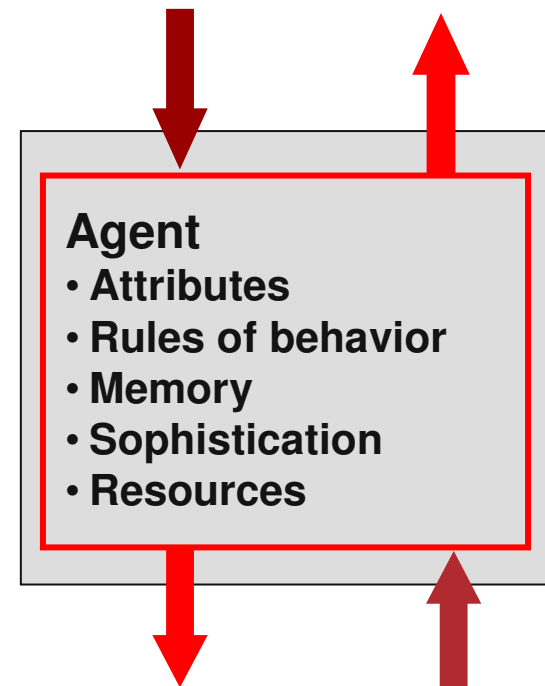 Agent
• Attributes
• Rules of behavior
• Memory
• Sophistication
• Resources